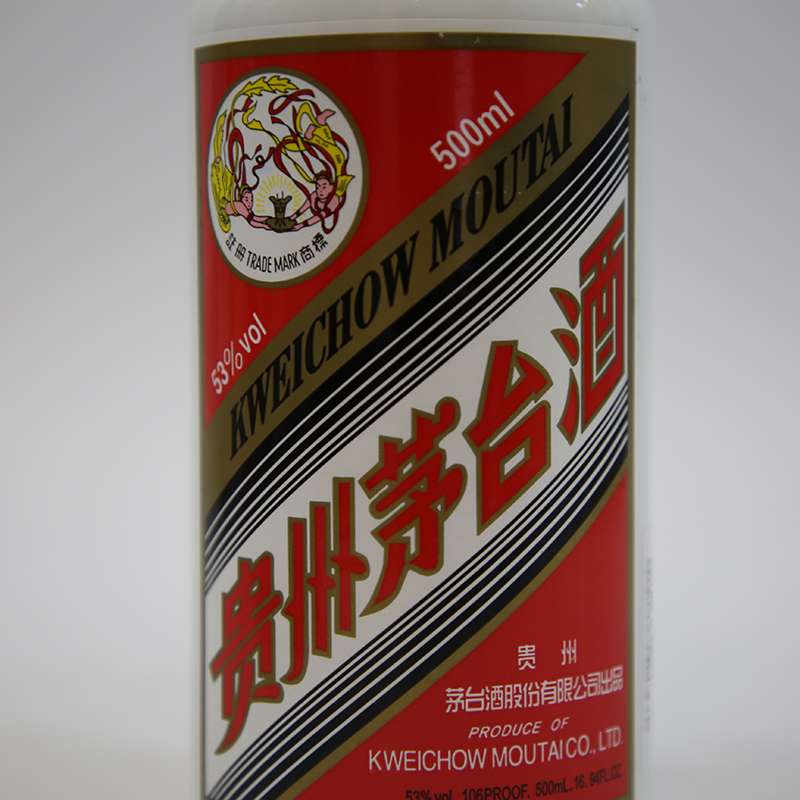 註册 TRADE MARK 商標
500ml
53%vol
KWEICHOW MOUTAI
贵州茅台酒
贵 州
茅台酒股份有限公司出品
PRODUCE OF
KWEICHOW MOUTAI CO., LTD.
53%vol 106PROOF. 500mL. 16.94FL.OZ